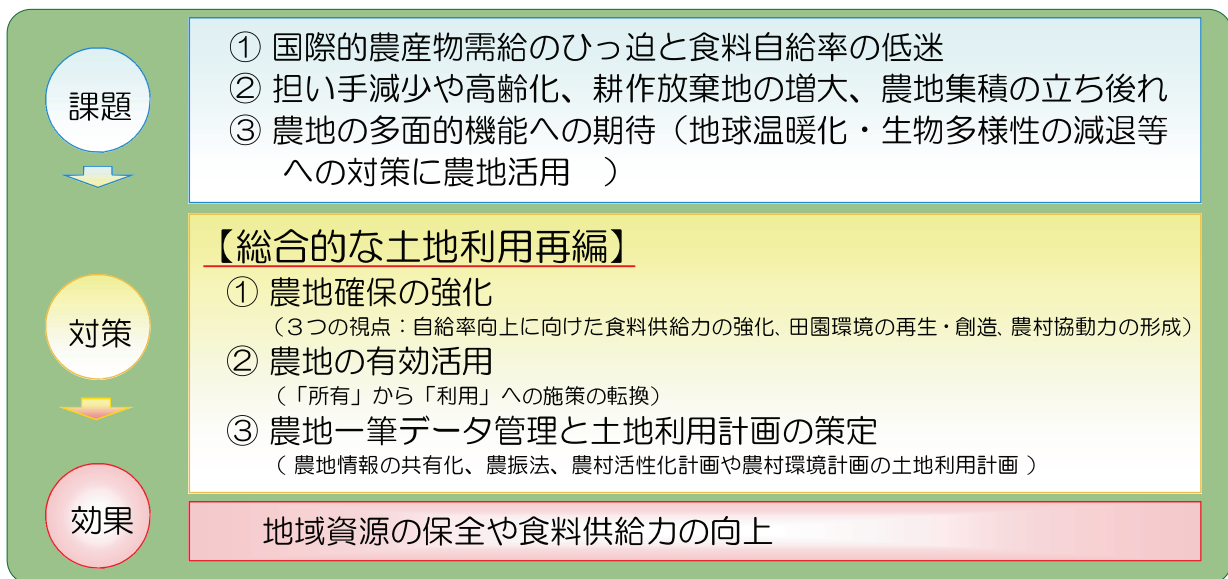 課題
① 国際的農産物需給のひっ迫と食料自給率の低迷
② 担い手減少や高齢化、耕作放棄地の増大、農地集積の立ち後れ
③ 農地の多面的機能への期待（地球温暖化・生物多様性の減退等
への対策に農地活用　）
対策
【総合的な土地利用再編】
① 農地確保の強化
（３つの視点：自給率向上に向けた食料供給力の強化、田園環境の再生・創造、農村協動力の形成）
② 農地の有効活用
（「所有」から「利用」への施策の転換）
③ 農地一筆データ管理と土地利用計画の策定
（ 農地情報の共有化、農振法、農村活性化計画や農村環境計画の土地利用計画 ）
効果
地域資源の保全や食料供給力の向上